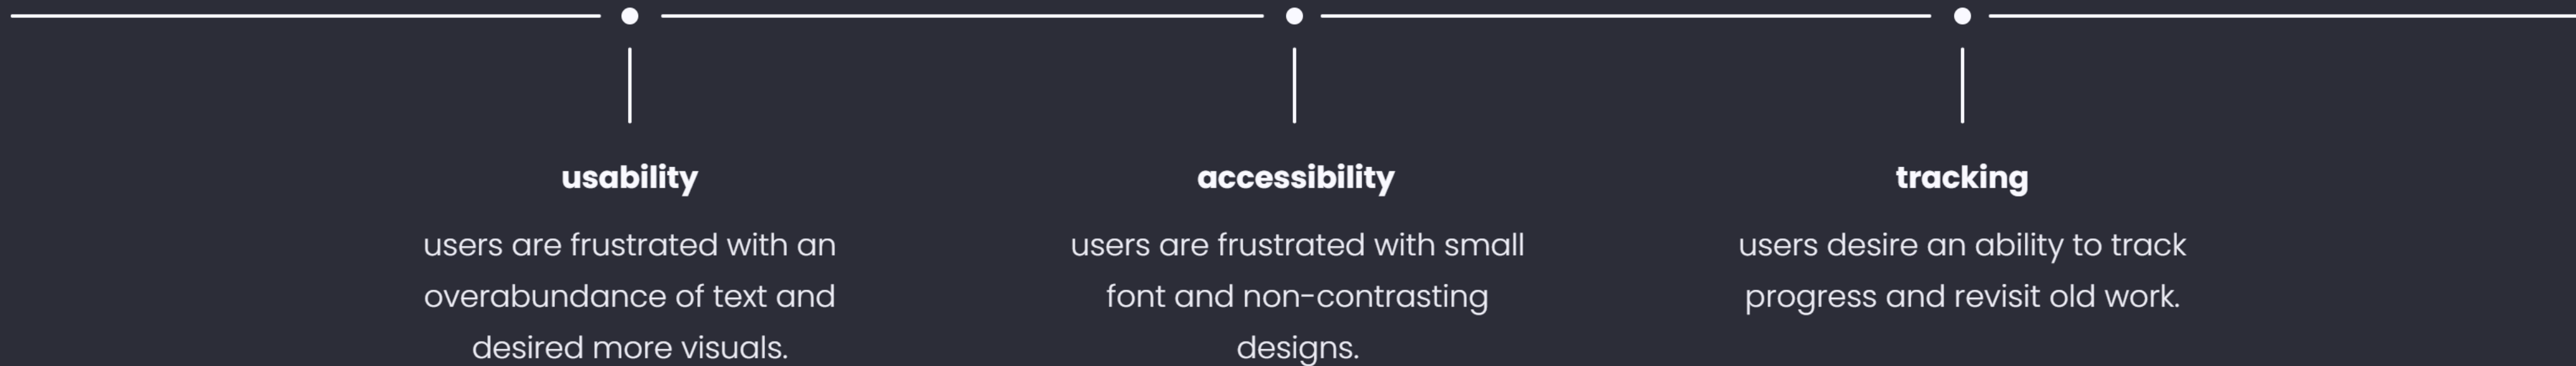 usability
users are frustrated with an
overabundance of text and
desired more visuals.
accessibility
users are frustrated with small
font and non-contrasting
designs.
tracking
users desire an ability to track
progress and revisit old work.